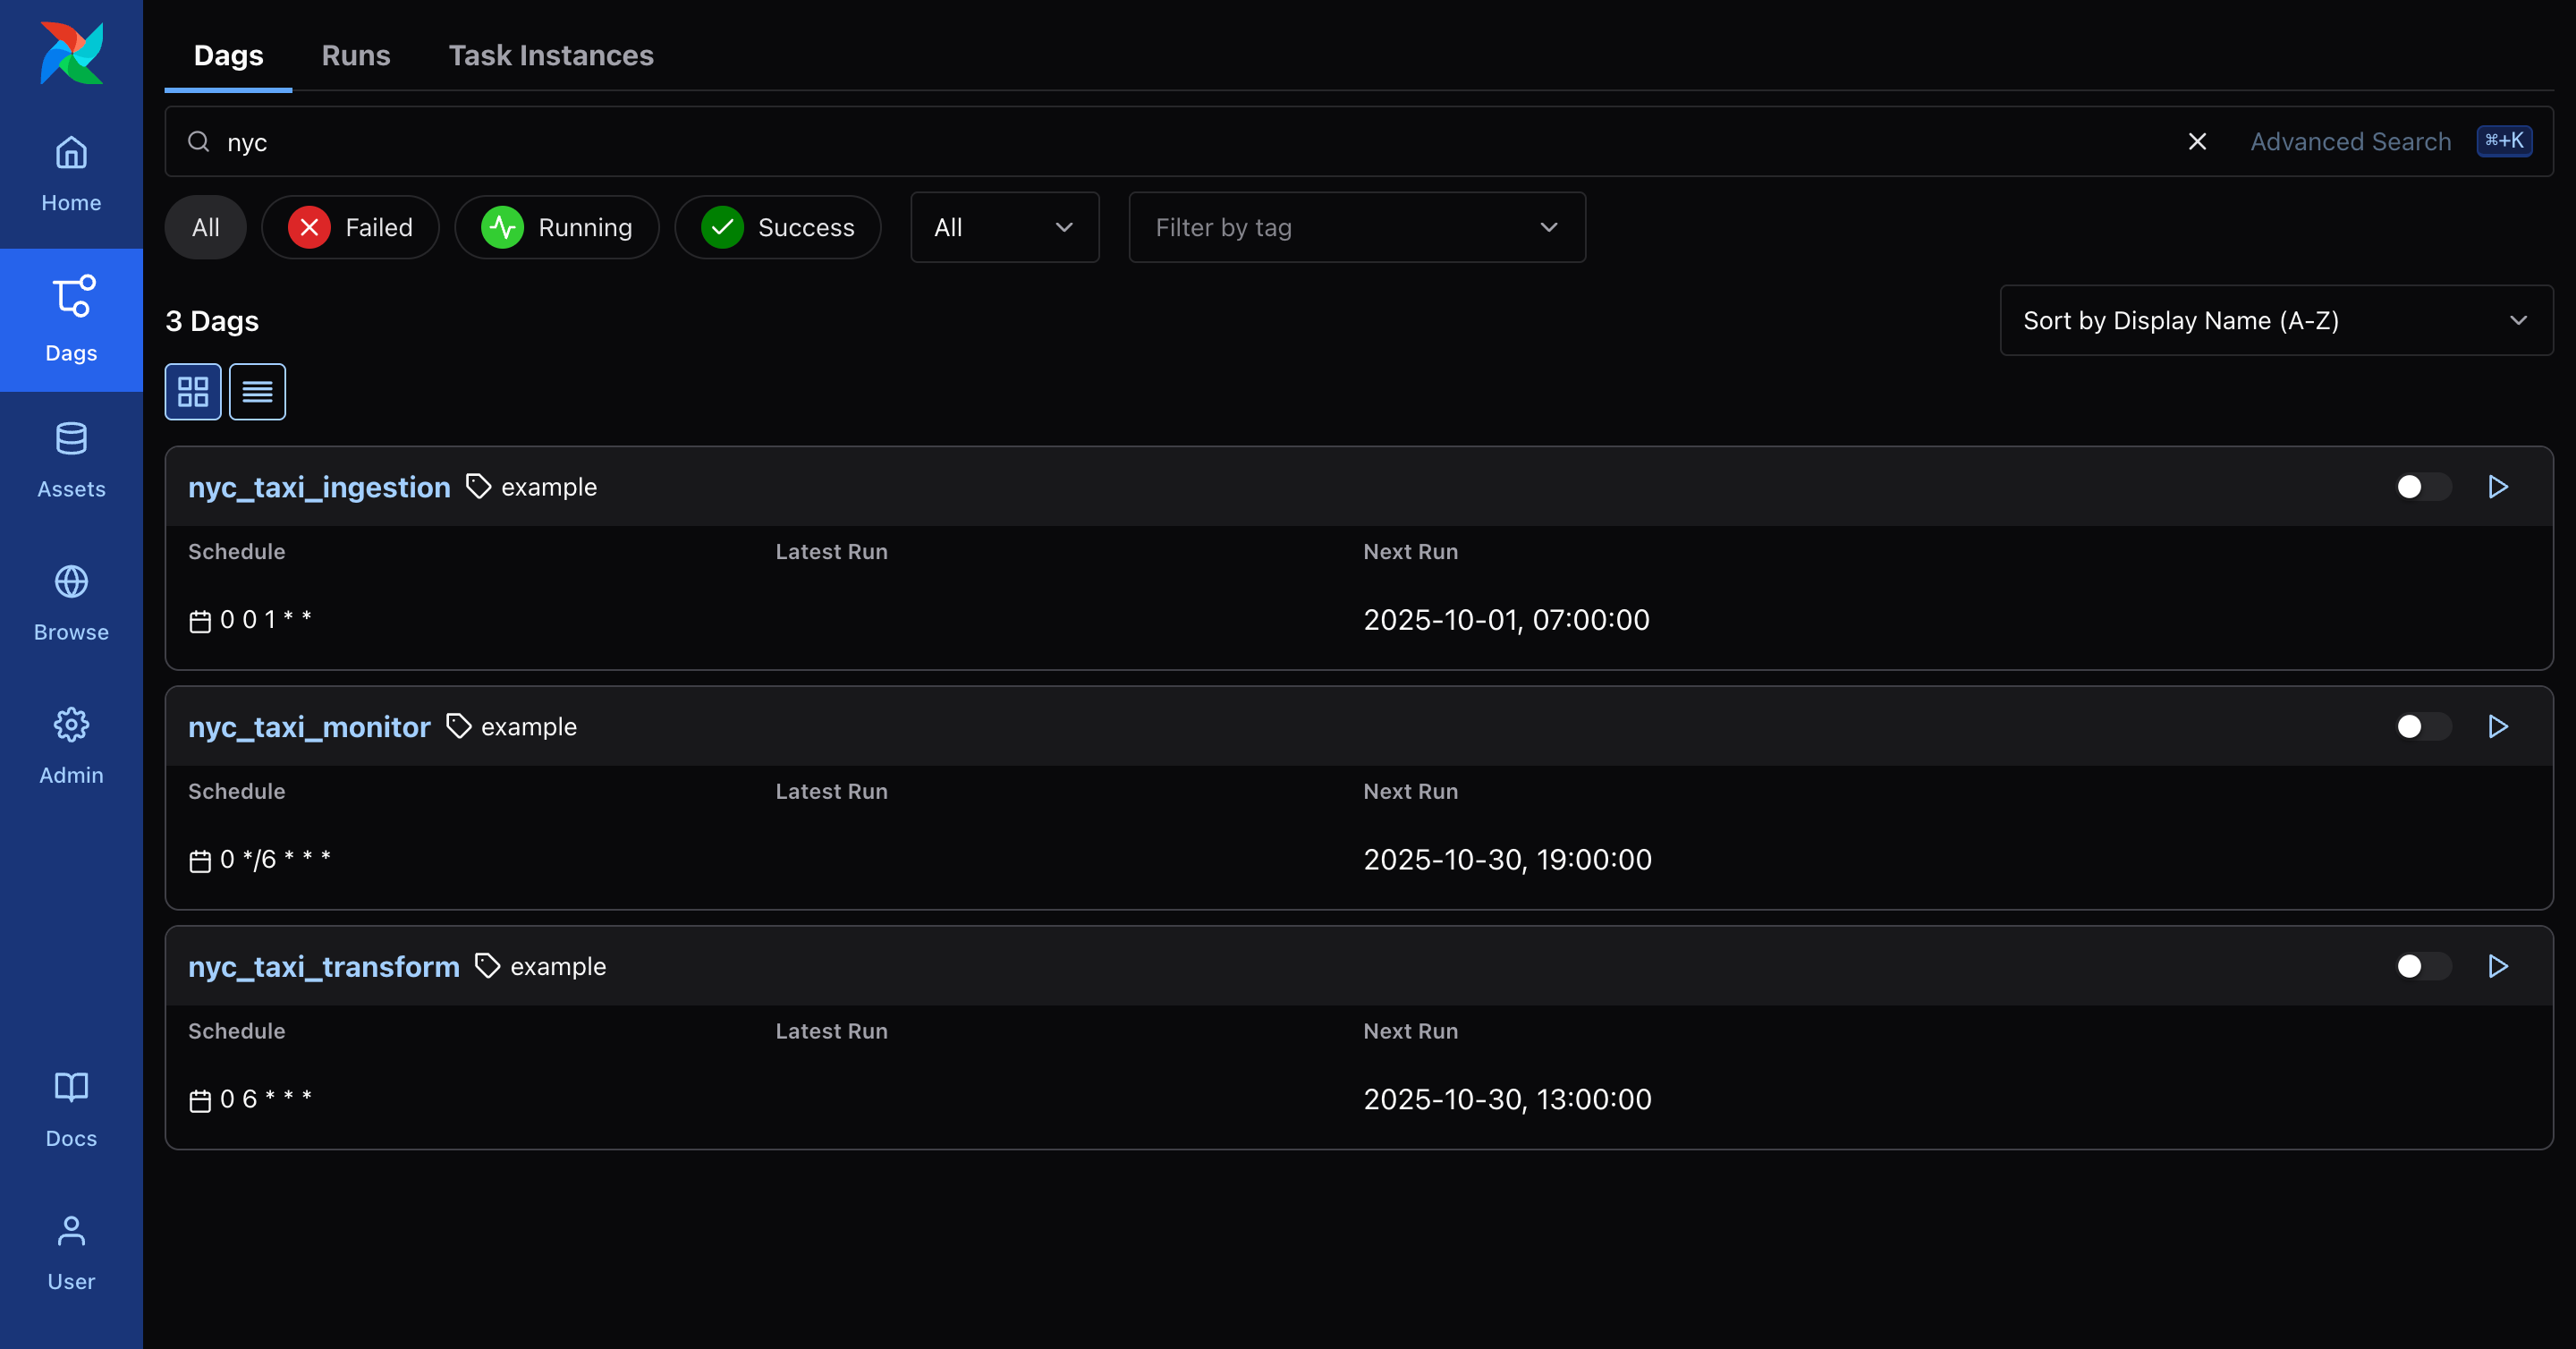 Dags Runs Task Instances
nyc Advanced Search ⌘+K
All Failed Running Success All Filter by tag
3 Dags Sort by Display Name (A-Z)
nyc_taxi_ingestion example
Schedule Latest Run Next Run
0 0 1 * * 2025-10-01, 07:00:00
nyc_taxi_monitor example
Schedule Latest Run Next Run
0 */6 * * * 2025-10-30, 19:00:00
nyc_taxi_transform example
Schedule Latest Run Next Run
0 6 * * * 2025-10-30, 13:00:00
Home
Dags
Assets
Browse
Admin
Docs
User